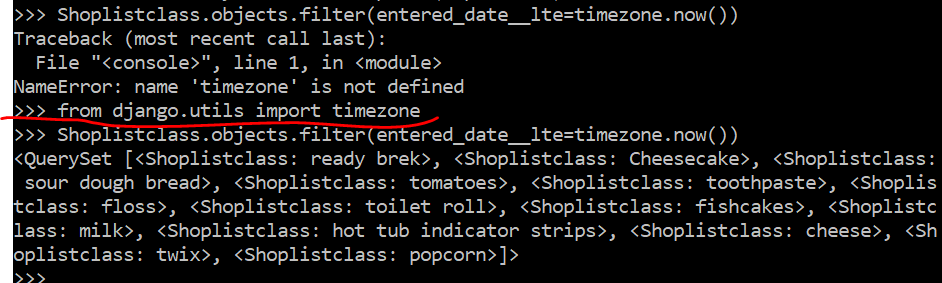 >>> Shoplistclass.objects.filter(entered_date__lte=timezone.now())
Traceback (most recent call last):
  File "<console>", line 1, in <module>
NameError: name 'timezone' is not defined
>>> from django.utils import timezone
>>> Shoplistclass.objects.filter(entered_date__lte=timezone.now())
<QuerySet [<Shoplistclass: ready brek>, <Shoplistclass: Cheesecake>, <Shoplistclass:
 sour dough bread>, <Shoplistclass: tomatoes>, <Shoplistclass: toothpaste>, <Shoplis
tclass: floss>, <Shoplistclass: toilet roll>, <Shoplistclass: fishcakes>, <Shoplistc
lass: milk>, <Shoplistclass: hot tub indicator strips>, <Shoplistclass: cheese>, <Sh
oplistclass: twix>, <Shoplistclass: popcorn>]>
>>>